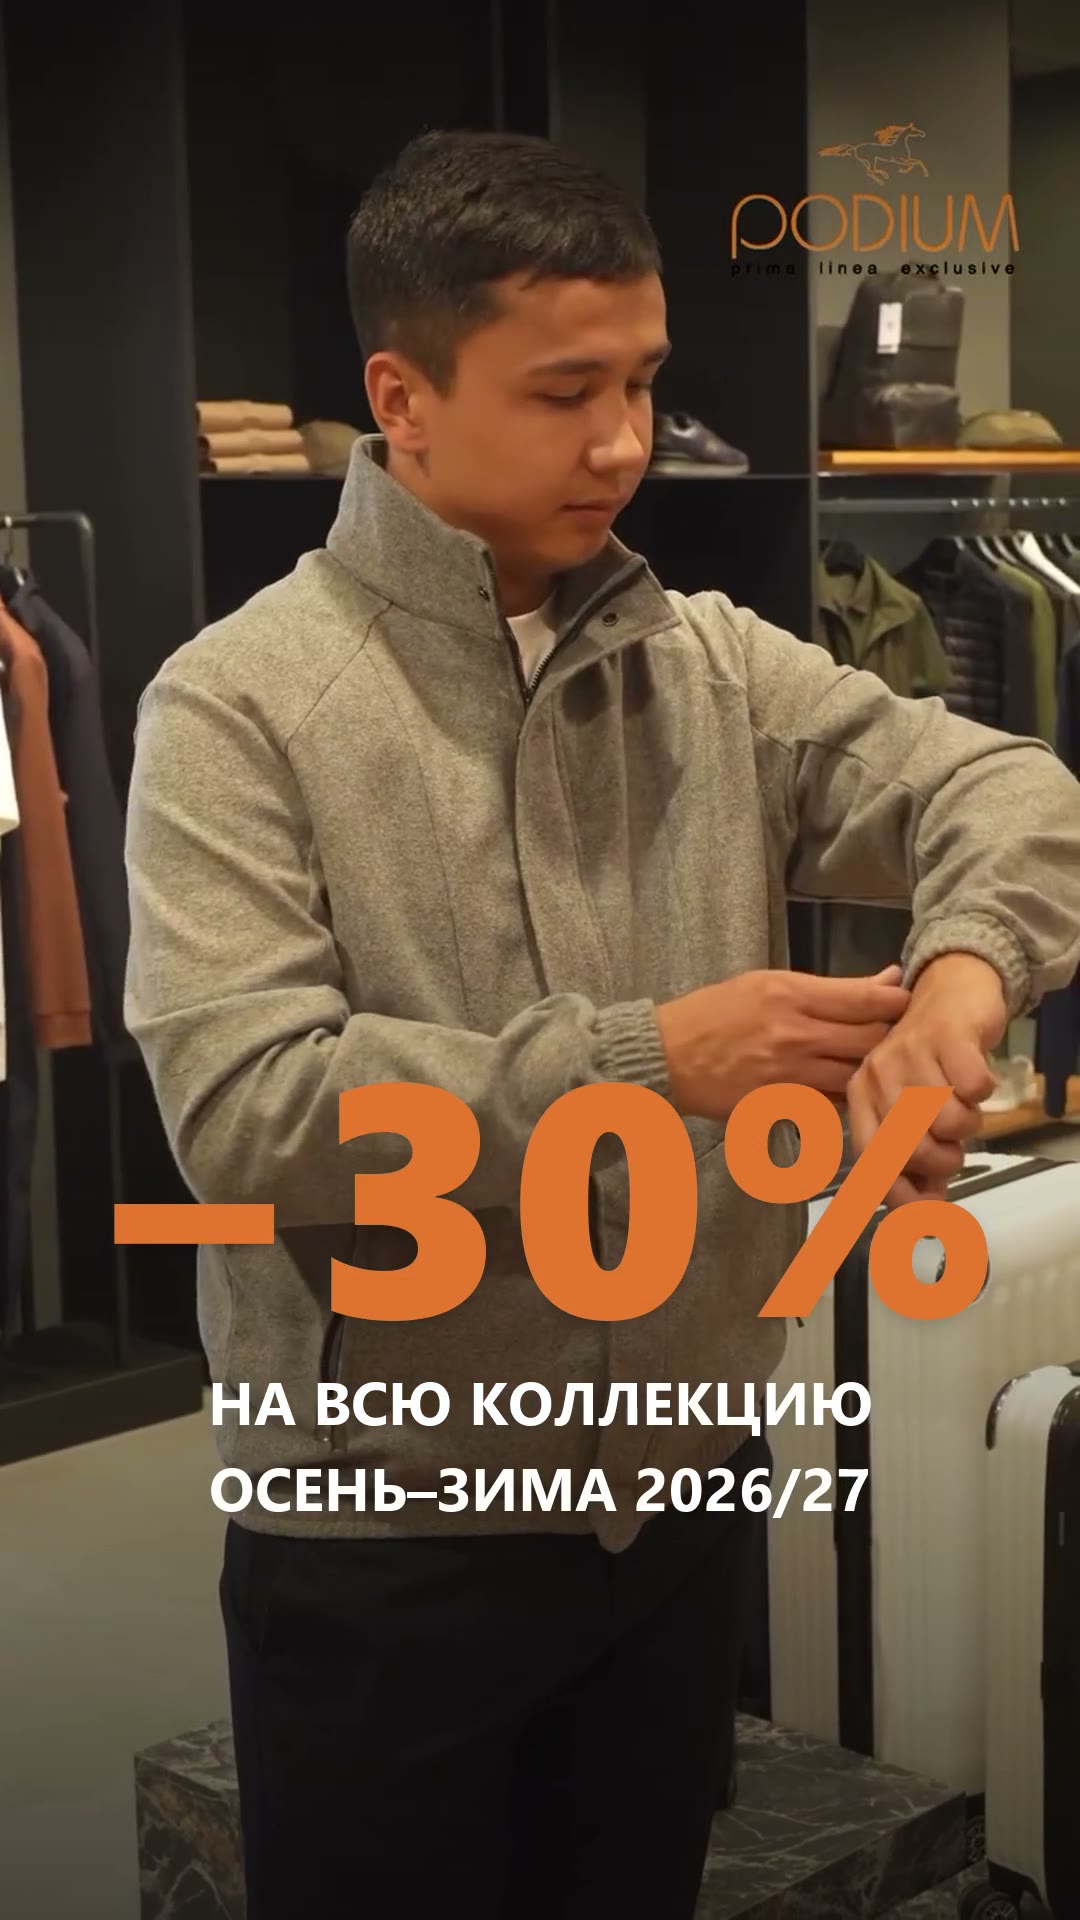 PODIUM
prima linea exclusive
–30%
НА ВСЮ КОЛЛЕКЦИЮ
ОСЕНЬ–ЗИМА 2026/27